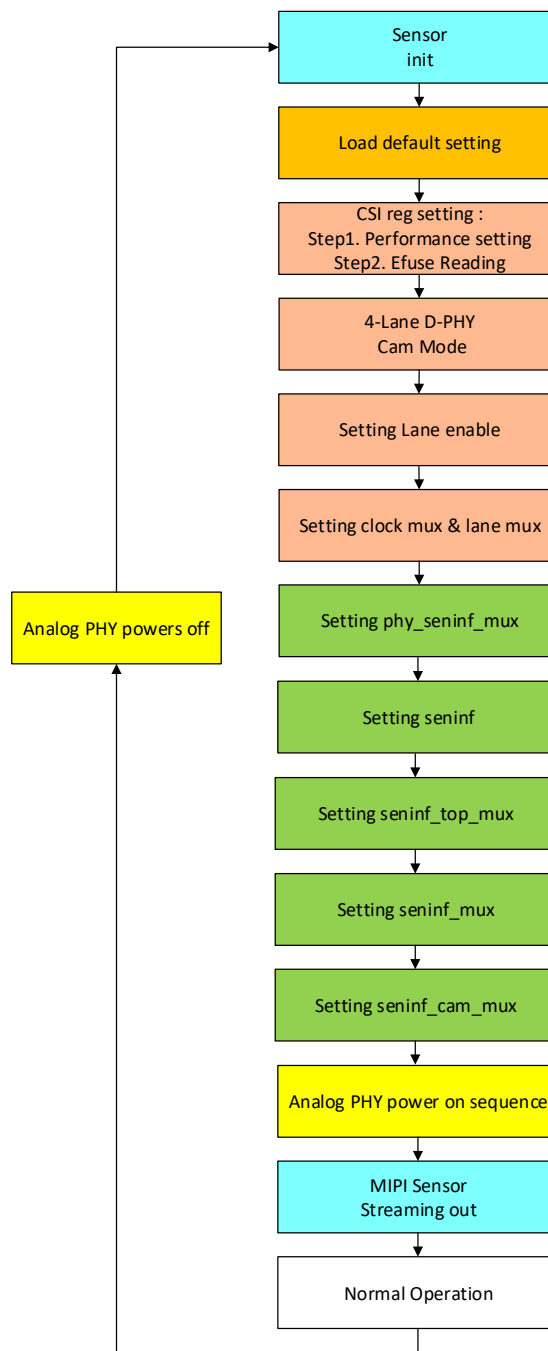 Sensor
init
Load default setting
CSI reg setting :
Step1. Performance setting
Step2. Efuse Reading
4-Lane D-PHY
Cam Mode
Setting Lane enable
Setting clock mux & lane mux
Analog PHY powers off
Setting phy_seninf_mux
Setting seninf
Setting seninf_top_mux
Setting seninf_mux
Setting seninf_cam_mux
Analog PHY power on sequence
MIPI Sensor
Streaming out
Normal Operation